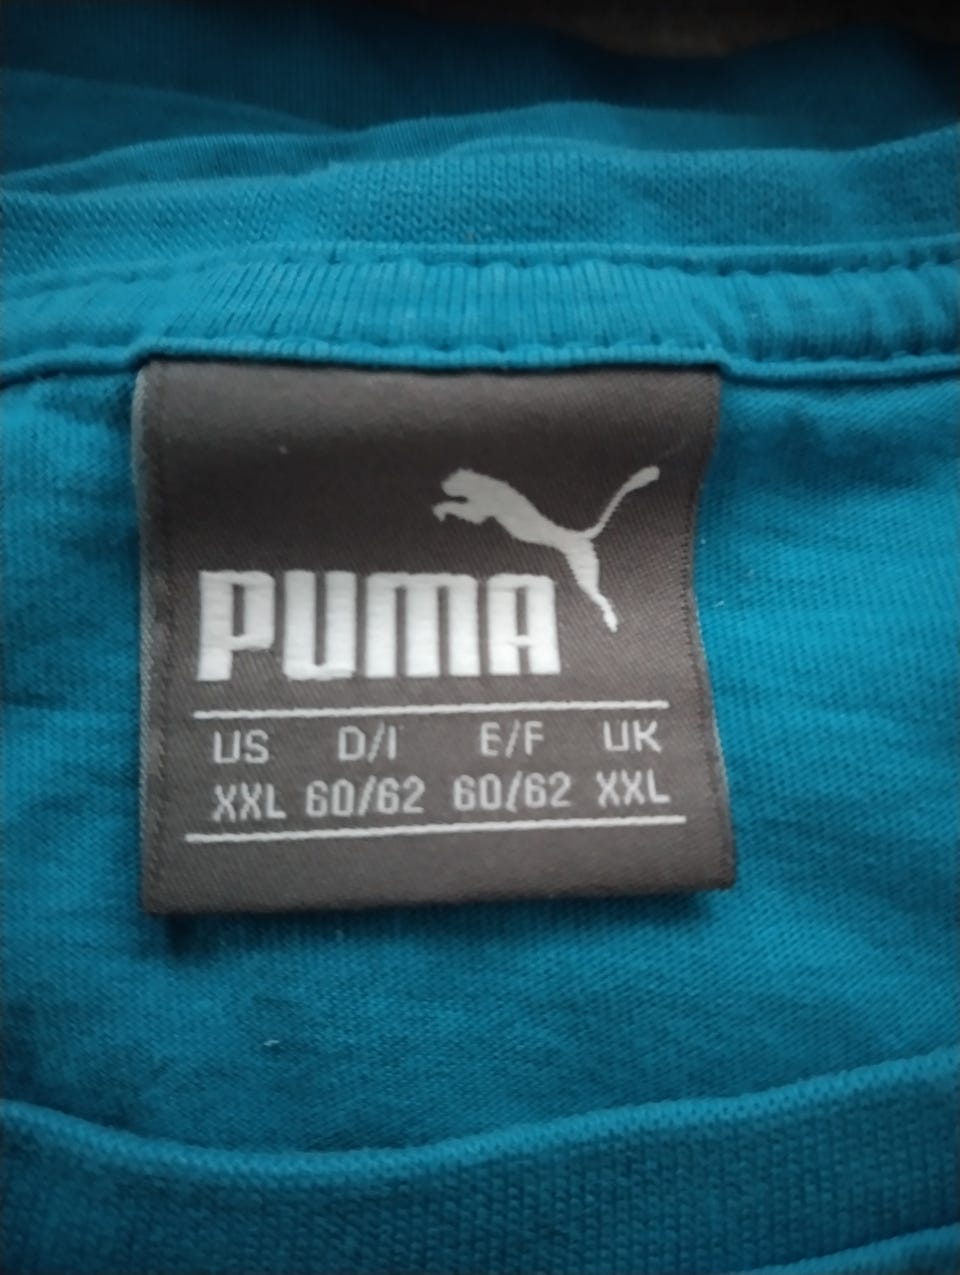 PUMA
US D/I E/F UK
XXL 60/62 60/62 XXL